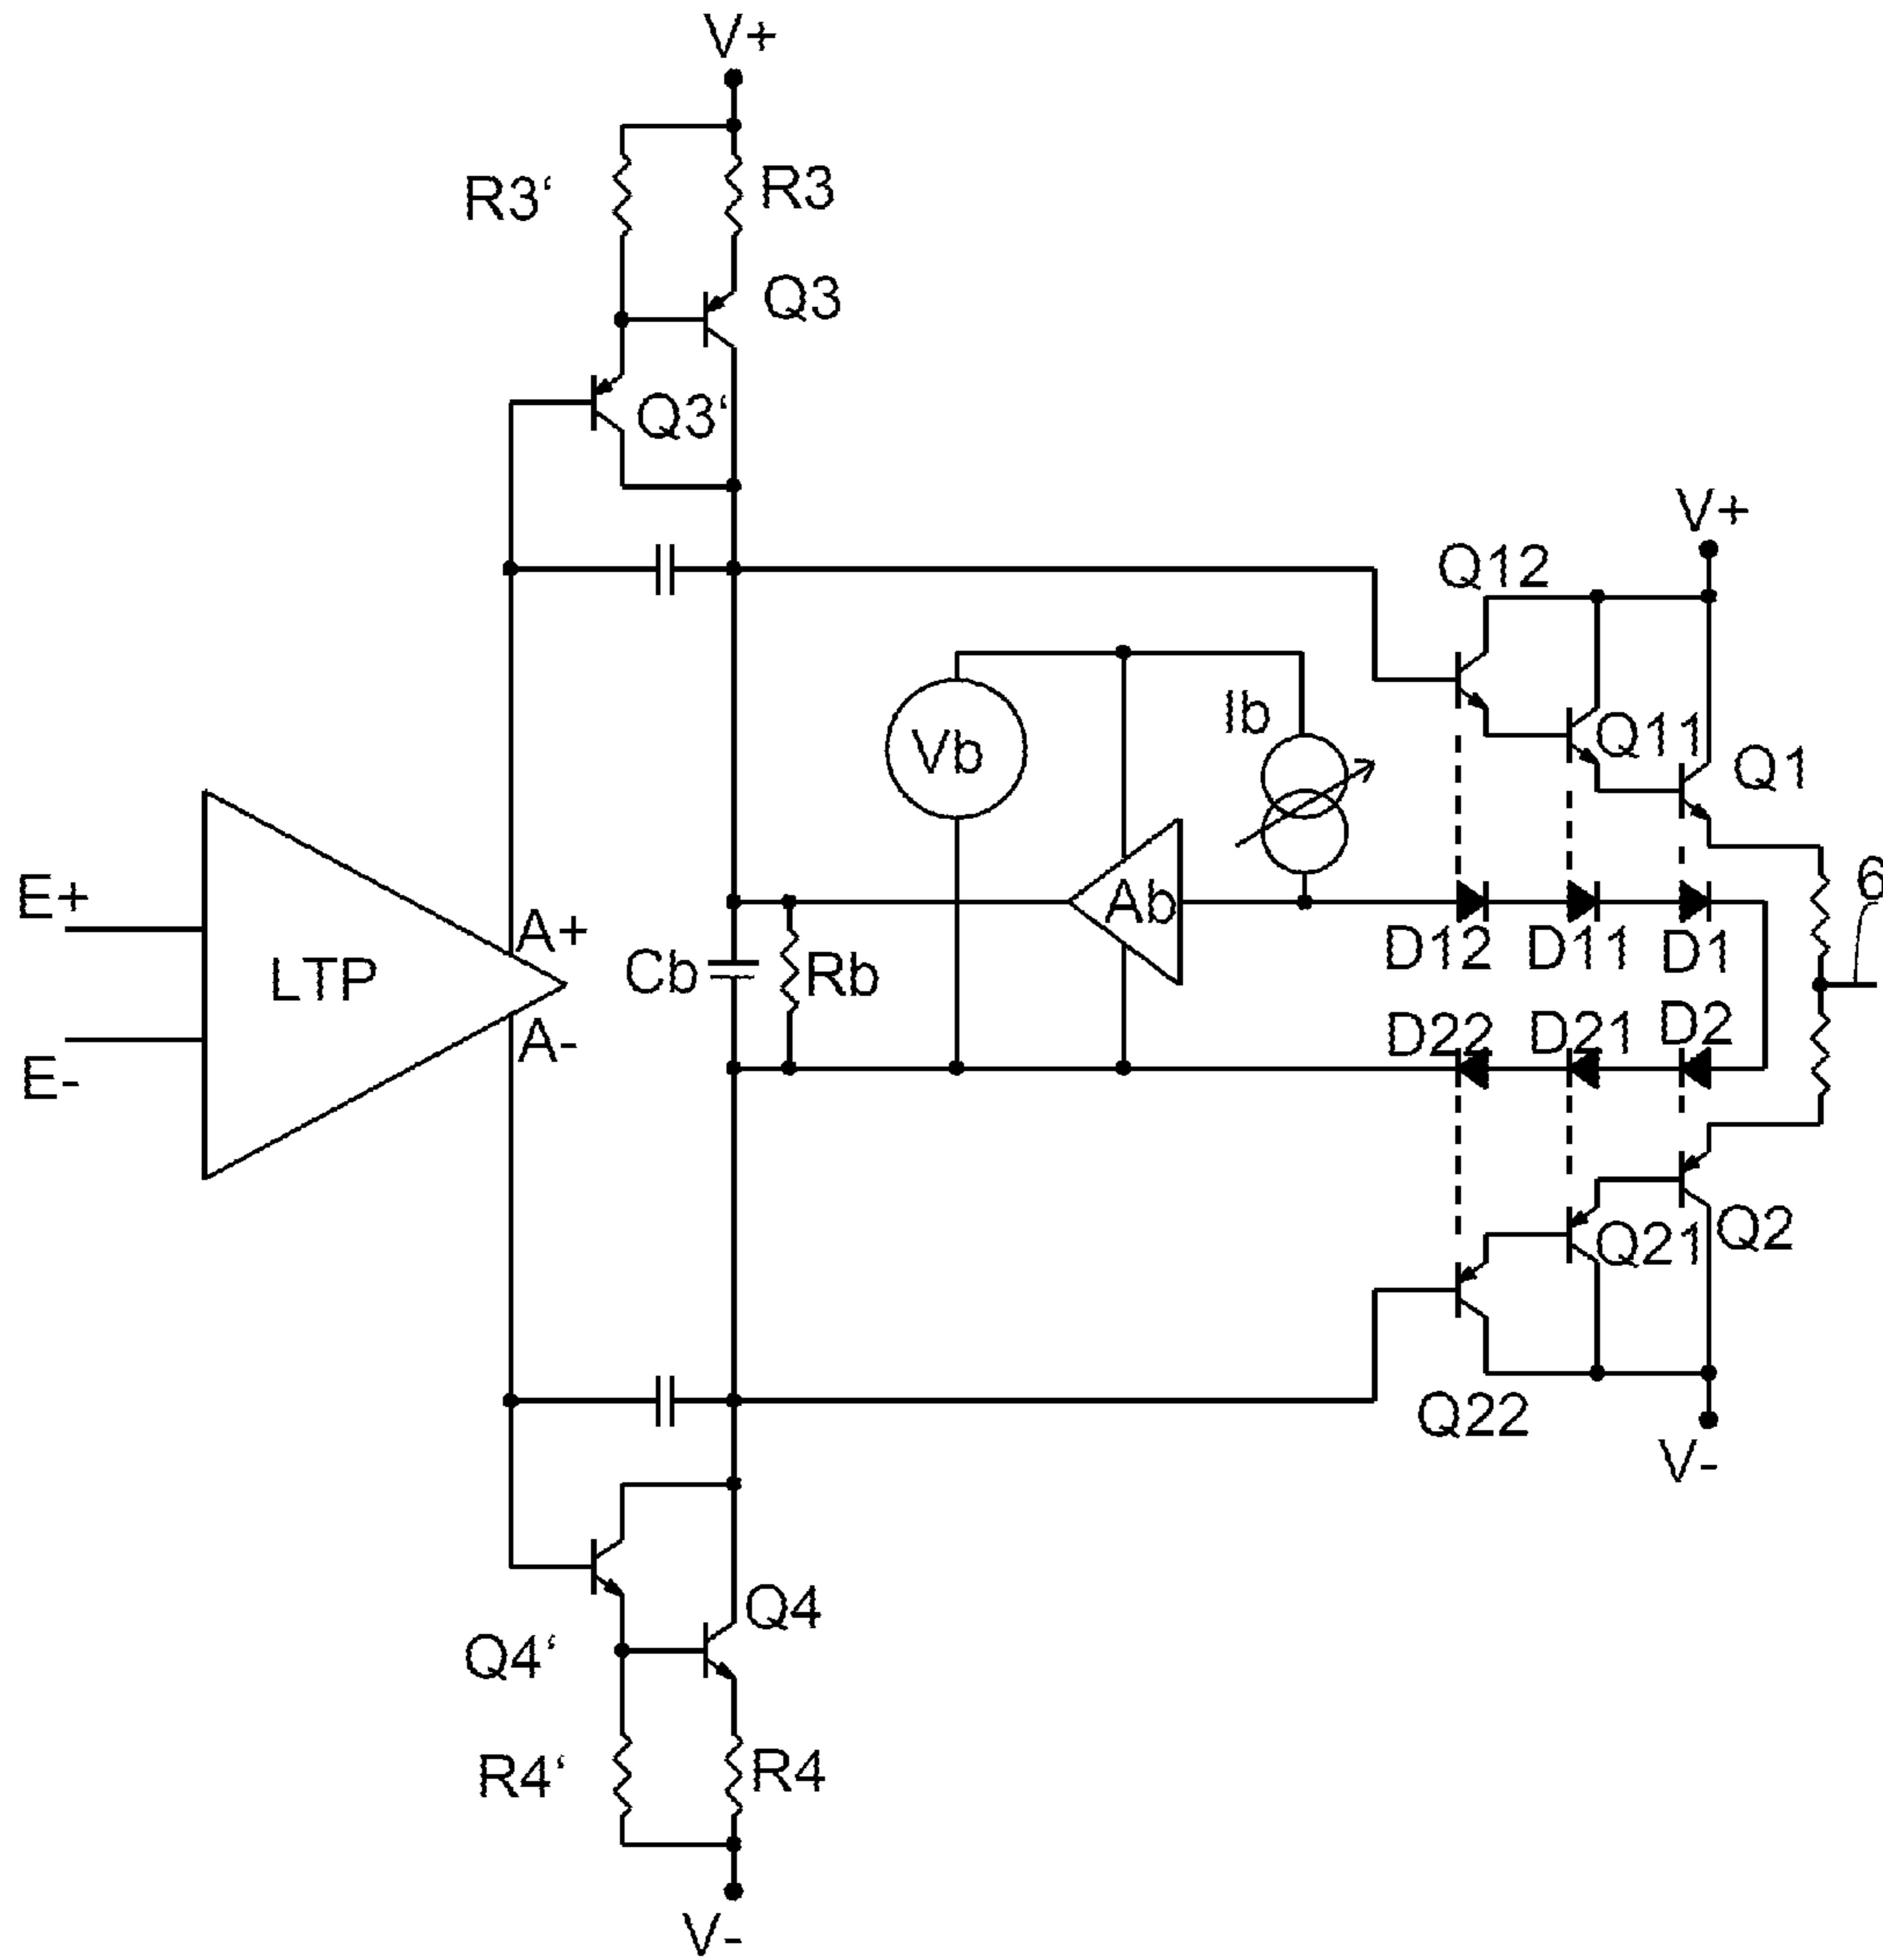 V+
R3‘
R3
Q3
Q3‘
V+
Q12
Ib
Q11
Vb
Q1
E+
A+
Ab
6
LTP
Cb
Rb
D12
D11
D1
A-
E-
D22
D21
D2
Q21
Q2
Q22
V-
Q4
Q4‘
R4‘
R4
V-